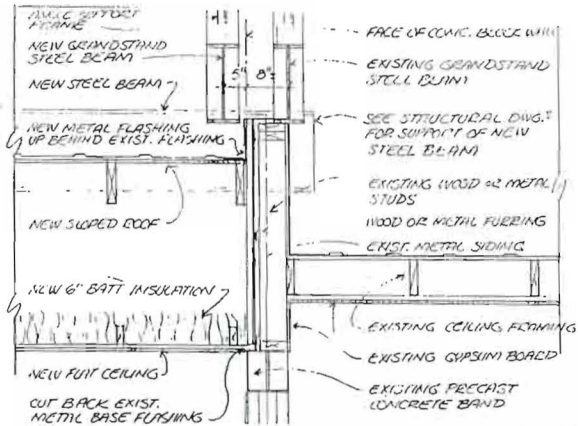 FRAME
NEW GRANDSTAND
STEEL BEAM
NEW STEEL BEAM
NEW METAL FLASHING
UP BEHIND EXIST. FLASHING
NEW SLOPED ROOF
NEW 6" BATT INSULATION
NEW FLAT CEILING
CUT BACK EXIST.
METAL BASE FLASHING
5" 8"±
FACE OF CONC. BLOCK WALL
EXISTING GRANDSTAND
STEEL BEAM
SEE STRUCTURAL DWG.S
FOR SUPPORT OF NEW
STEEL BEAM
EXISTING WOOD OR METAL
STUDS
WOOD OR METAL FURRING
EXIST. METAL SIDING
EXISTING CEILING FRAMING
EXISTING GYPSUM BOARD
EXISTING PRECAST
CONCRETE BAND